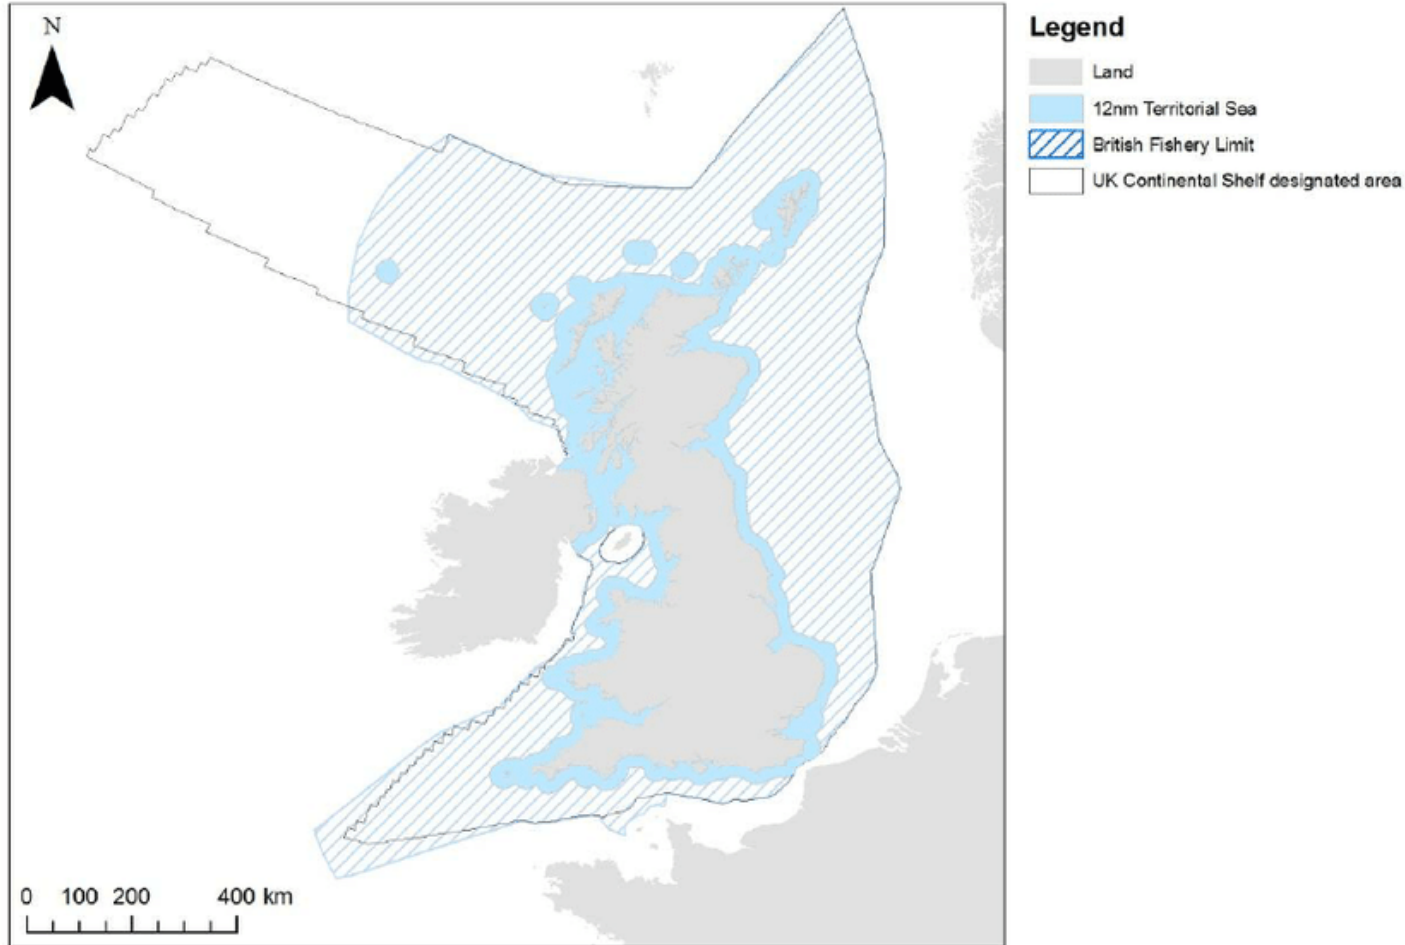 N
Legend
Land
12nm Territorial Sea
British Fishery Limit
UK Continental Shelf designated area
0 100 200 400 km